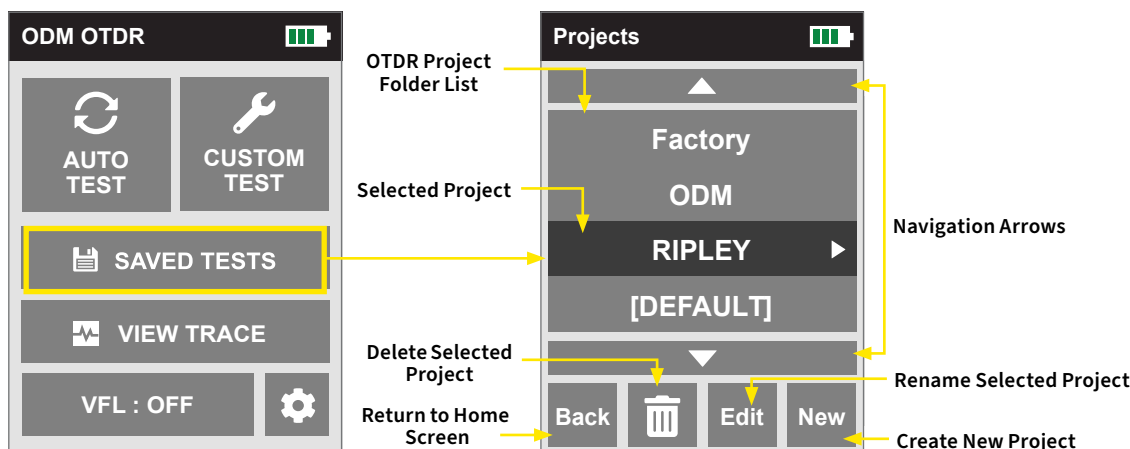 ODM OTDR
AUTO
TEST
CUSTOM
TEST
SAVED TESTS
VIEW TRACE
VFL : OFF
OTDR Project
Folder List
Selected Project
Delete Selected
Project
Return to Home
Screen
Projects
Factory
ODM
RIPLEY
[DEFAULT]
Back
Edit
New
Navigation Arrows
Rename Selected Project
Create New Project